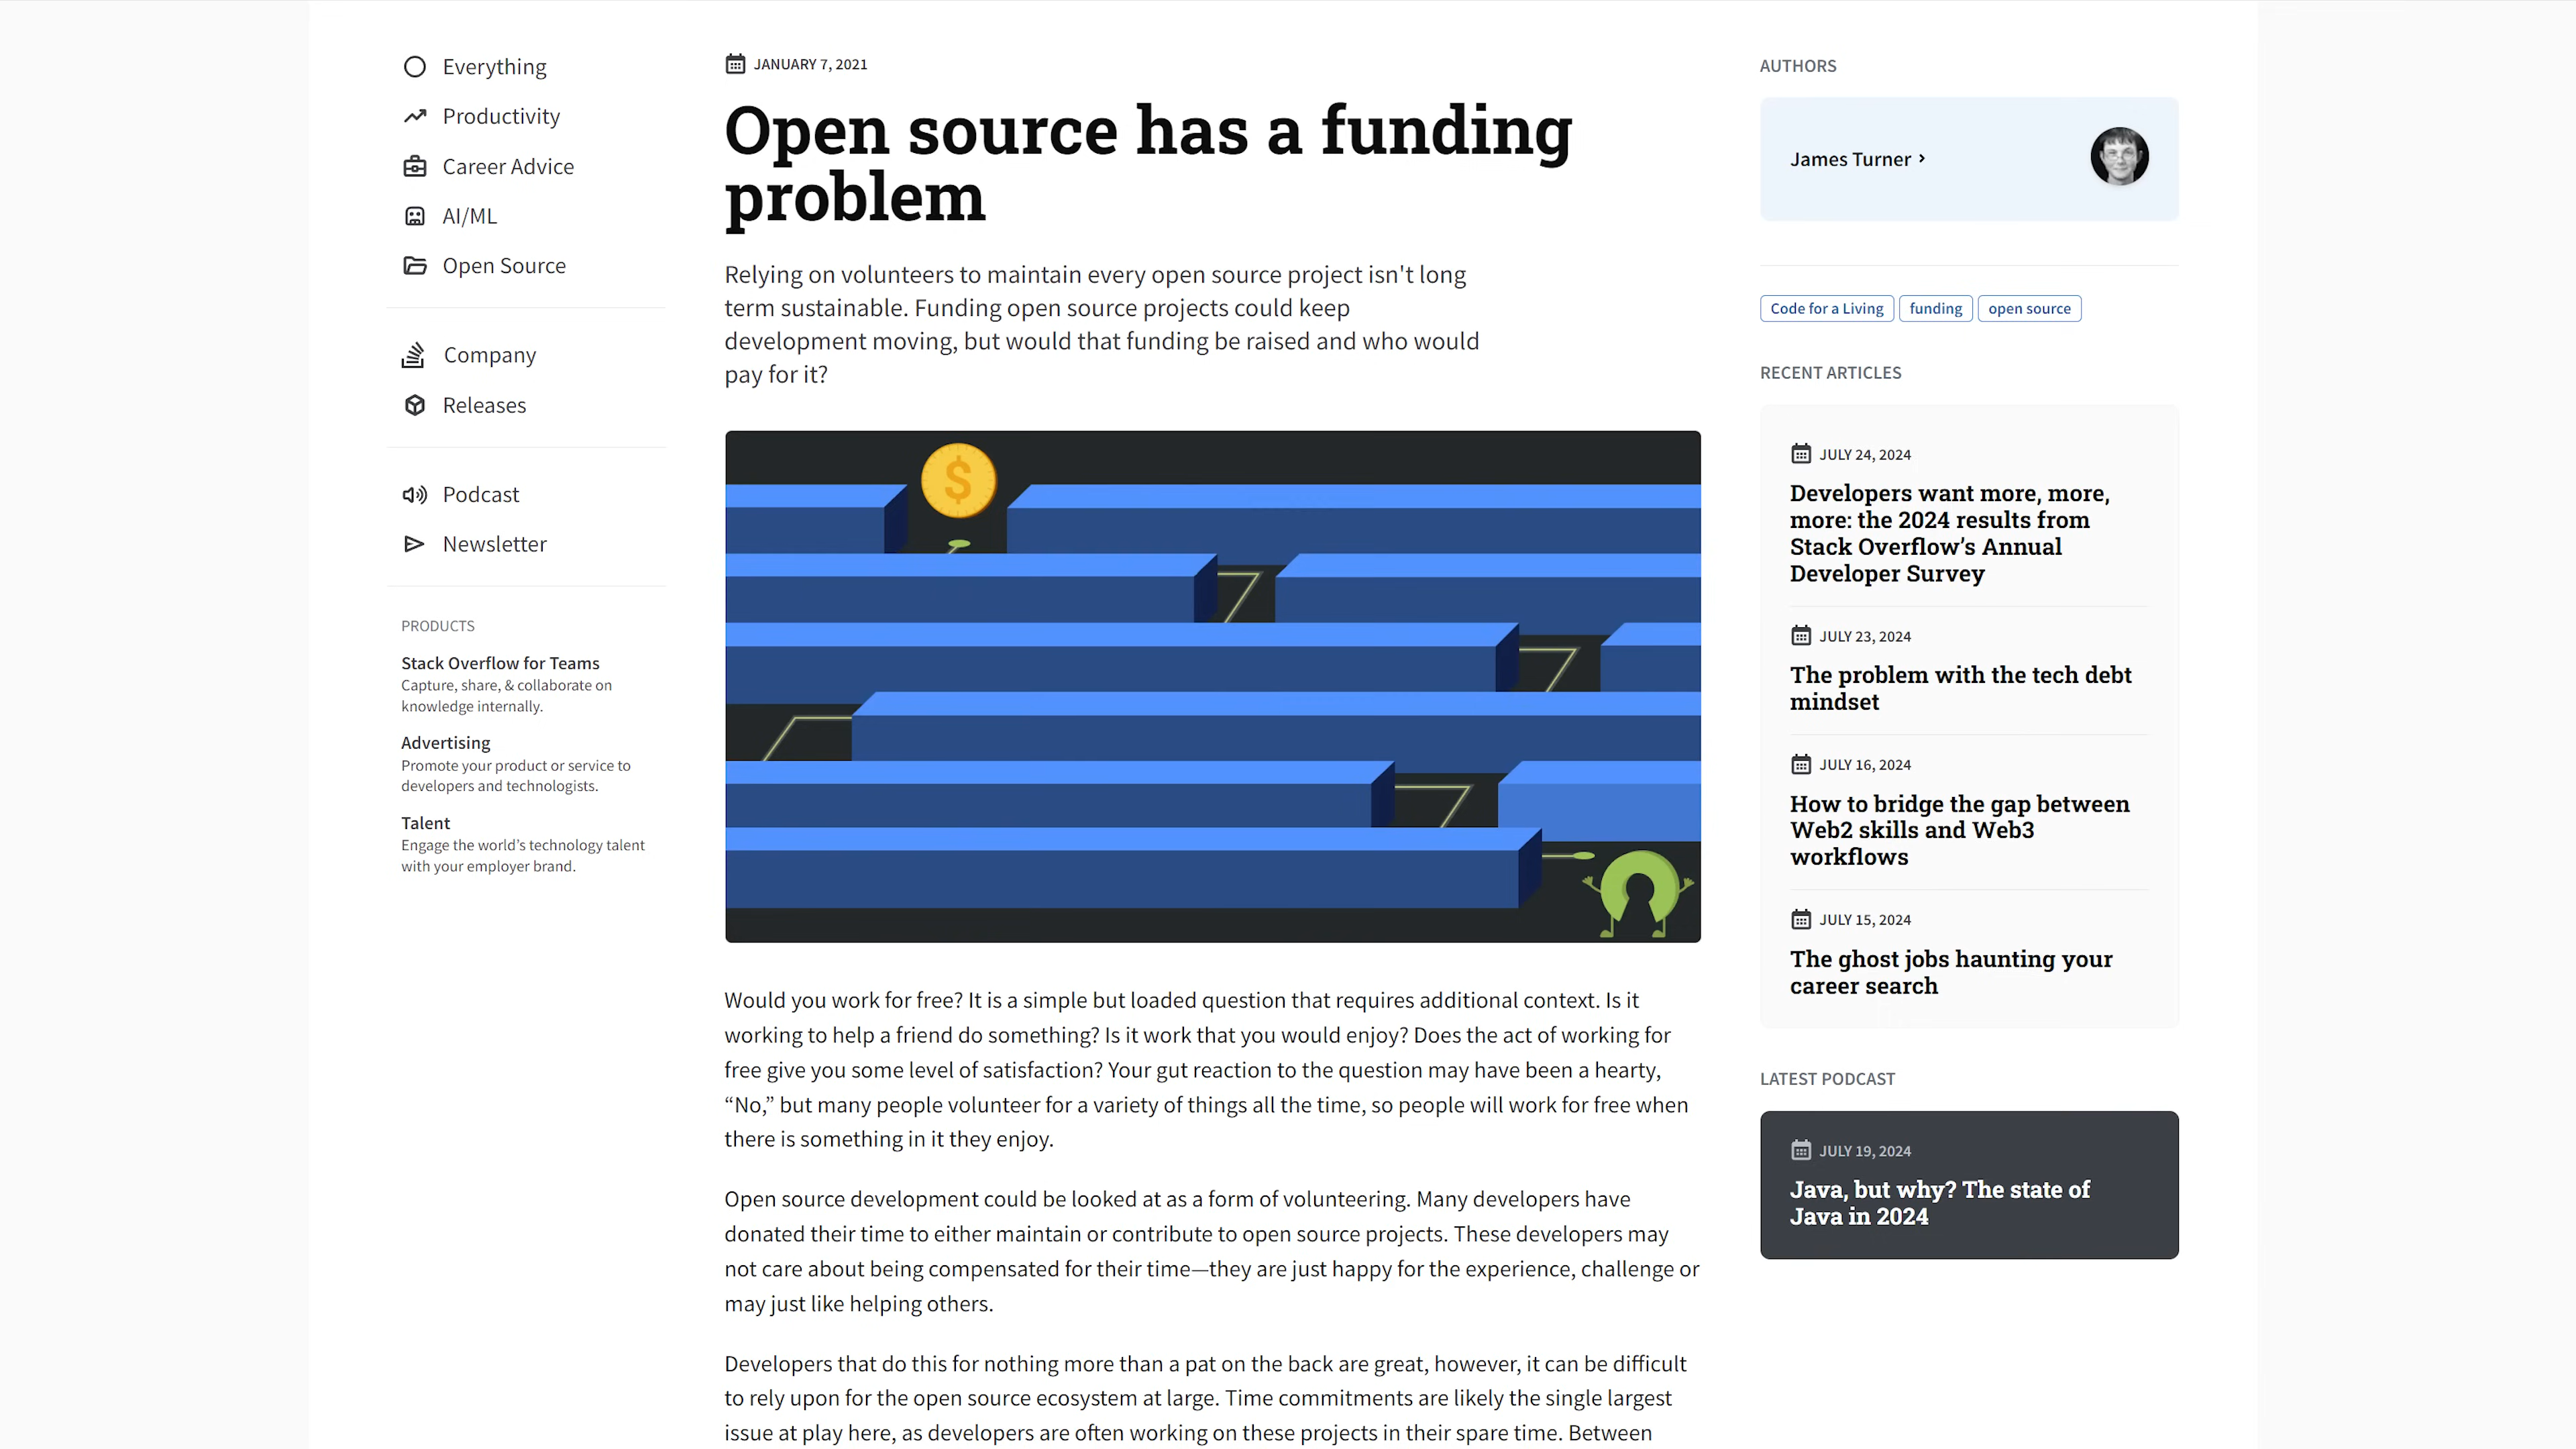 Everything
Productivity
Career Advice
AI/ML
Open Source
Company
Releases
Podcast
Newsletter
PRODUCTS
Stack Overflow for Teams
Capture, share, & collaborate on
knowledge internally.
Advertising
Promote your product or service to
developers and technologists.
Talent
Engage the world’s technology talent
with your employer brand.
JANUARY 7, 2021
Open source has a funding
problem
Relying on volunteers to maintain every open source project isn't long
term sustainable. Funding open source projects could keep
development moving, but would that funding be raised and who would
pay for it?
$
Would you work for free? It is a simple but loaded question that requires additional context. Is it
working to help a friend do something? Is it work that you would enjoy? Does the act of working for
free give you some level of satisfaction? Your gut reaction to the question may have been a hearty,
“No,” but many people volunteer for a variety of things all the time, so people will work for free when
there is something in it they enjoy.
Open source development could be looked at as a form of volunteering. Many developers have
donated their time to either maintain or contribute to open source projects. These developers may
not care about being compensated for their time—they are just happy for the experience, challenge or
may just like helping others.
Developers that do this for nothing more than a pat on the back are great, however, it can be difficult
to rely upon for the open source ecosystem at large. Time commitments are likely the single largest
issue at play here, as developers are often working on these projects in their spare time. Between
AUTHORS
James Turner ›
Code for a Living funding open source
RECENT ARTICLES
JULY 24, 2024
Developers want more, more,
more: the 2024 results from
Stack Overflow’s Annual
Developer Survey
JULY 23, 2024
The problem with the tech debt
mindset
JULY 16, 2024
How to bridge the gap between
Web2 skills and Web3
workflows
JULY 15, 2024
The ghost jobs haunting your
career search
LATEST PODCAST
JULY 19, 2024
Java, but why? The state of
Java in 2024